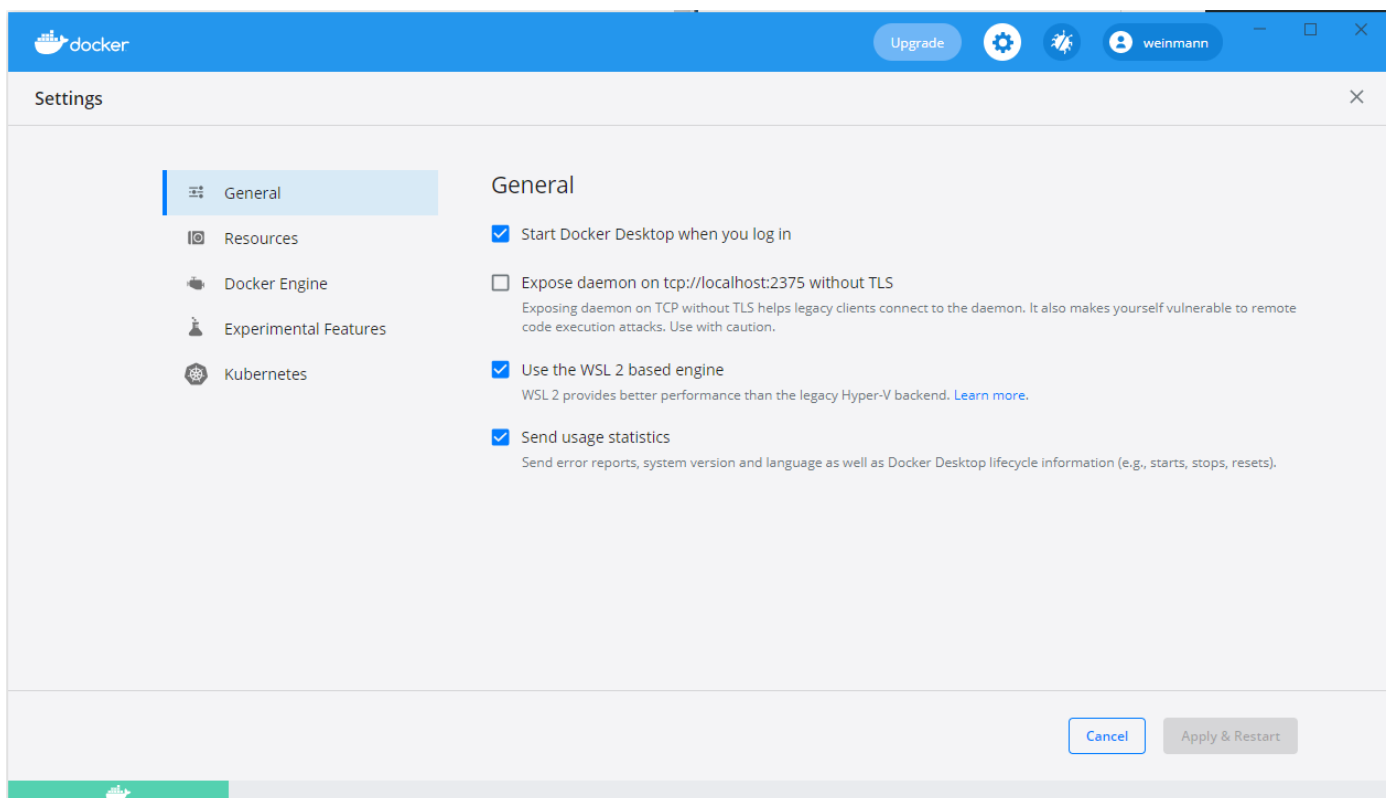 docker
Upgrade
weinmann
Settings
General
Resources
Docker Engine
Experimental Features
Kubernetes
General
Start Docker Desktop when you log in
Expose daemon on tcp://localhost:2375 without TLS
Exposing daemon on TCP without TLS helps legacy clients connect to the daemon. It also makes yourself vulnerable to remote
code execution attacks. Use with caution.
Use the WSL 2 based engine
WSL 2 provides better performance than the legacy Hyper-V backend. Learn more.
Send usage statistics
Send error reports, system version and language as well as Docker Desktop lifecycle information (e.g., starts, stops, resets).
Cancel
Apply & Restart